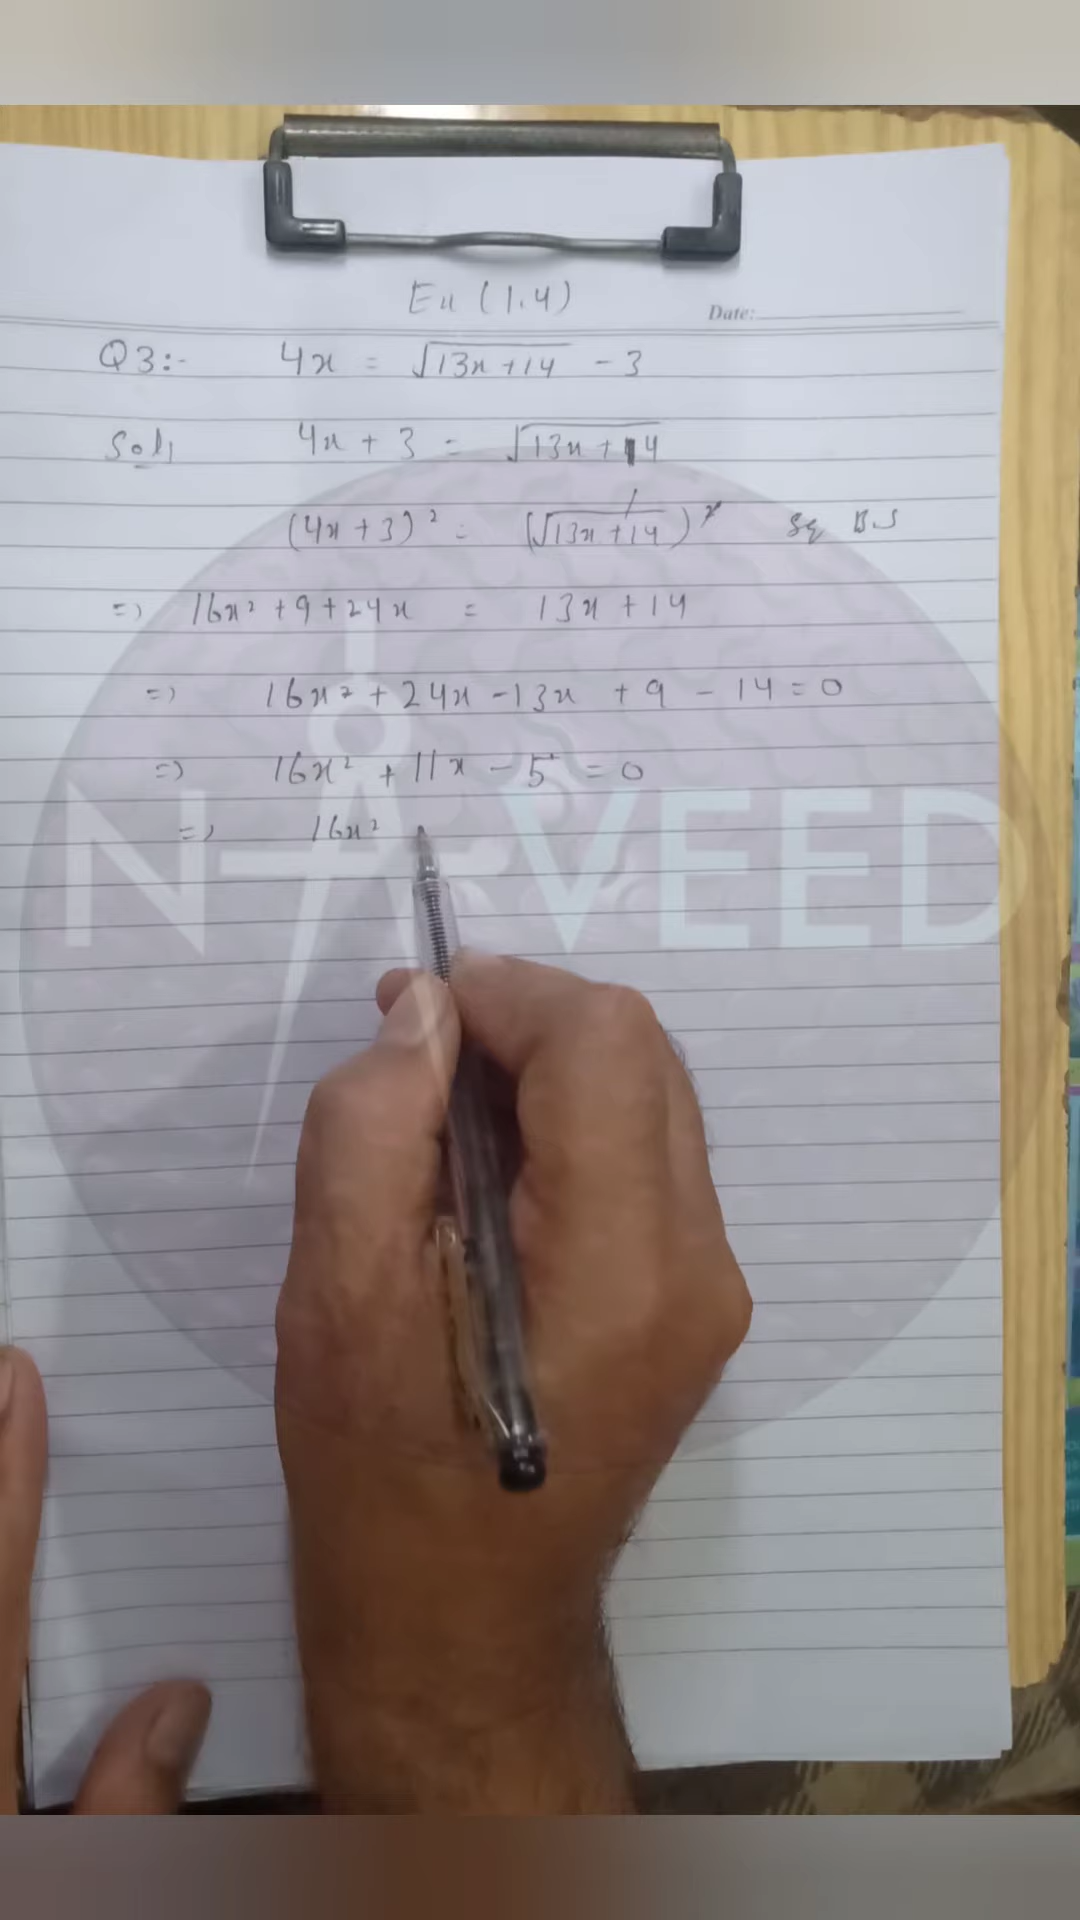 Ex (1.4)
Date:
Q3:- 4x = √13x+14 - 3
Sol; 4x + 3 = √13x+14
(4x+3)² = (√13x+14)² Sq B.S
=> 16x²+9+24x = 13x+14
=> 16x²+24x-13x +9 -14=0
=> 16x² + 11x - 5 = 0
=> 16x²
NAVEED